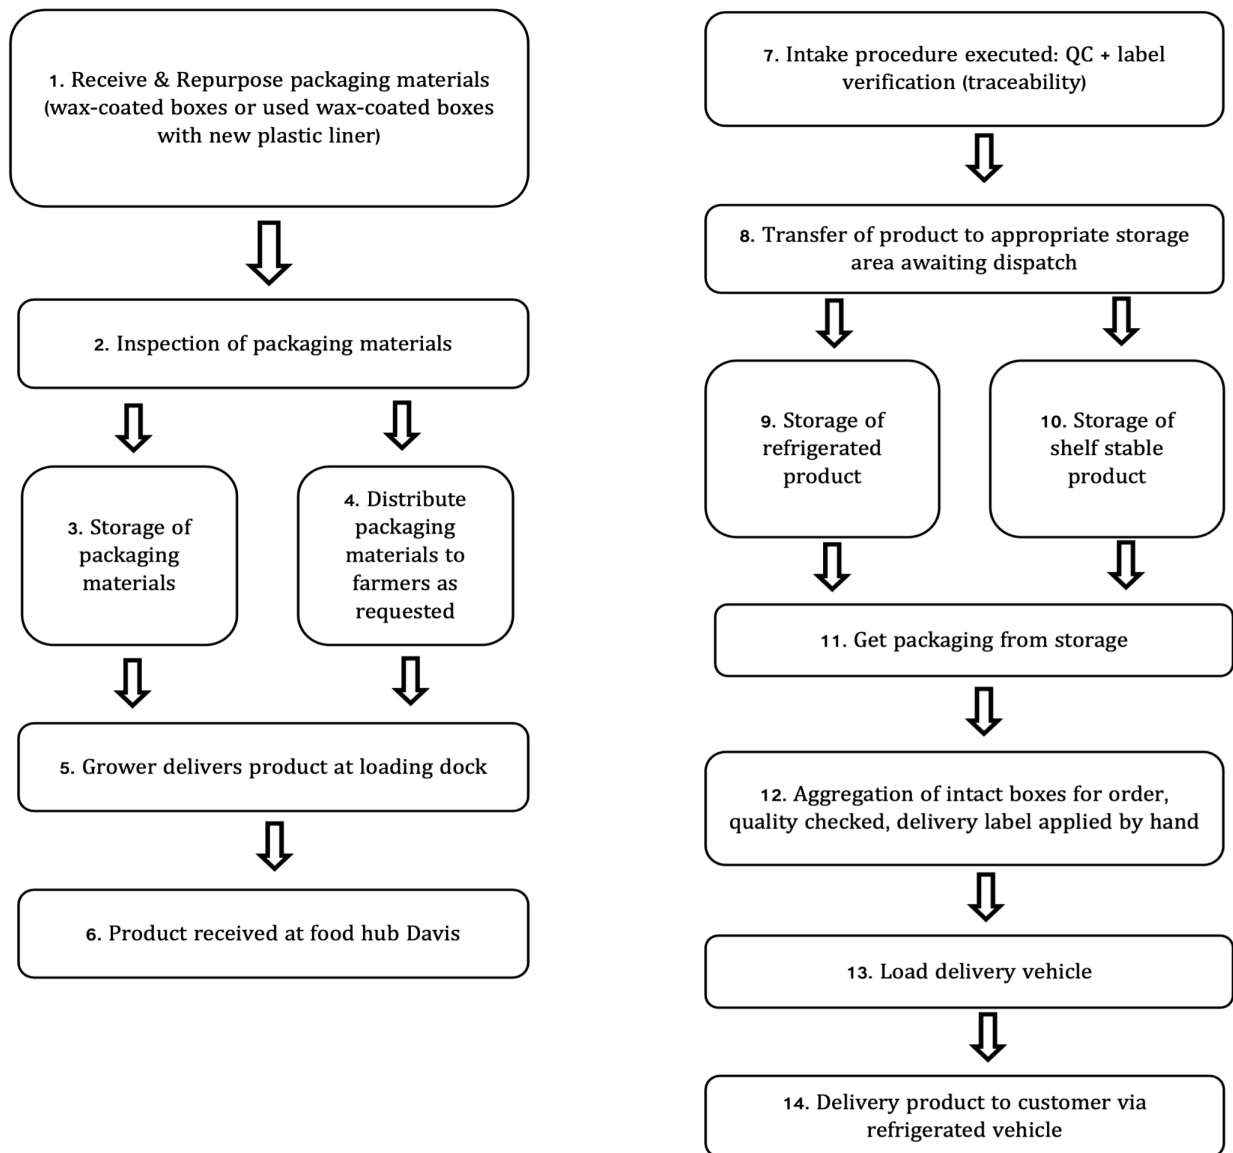 1. Receive & Repurpose packaging materials
(wax-coated boxes or used wax-coated boxes
with new plastic liner)
2. Inspection of packaging materials
3. Storage of
packaging
materials
4. Distribute
packaging
materials to
farmers as
requested
5. Grower delivers product at loading dock
6. Product received at food hub Davis
7. Intake procedure executed: QC + label
verification (traceability)
8. Transfer of product to appropriate storage
area awaiting dispatch
9. Storage of
refrigerated
product
10. Storage of
shelf stable
product
11. Get packaging from storage
12. Aggregation of intact boxes for order,
quality checked, delivery label applied by hand
13. Load delivery vehicle
14. Delivery product to customer via
refrigerated vehicle